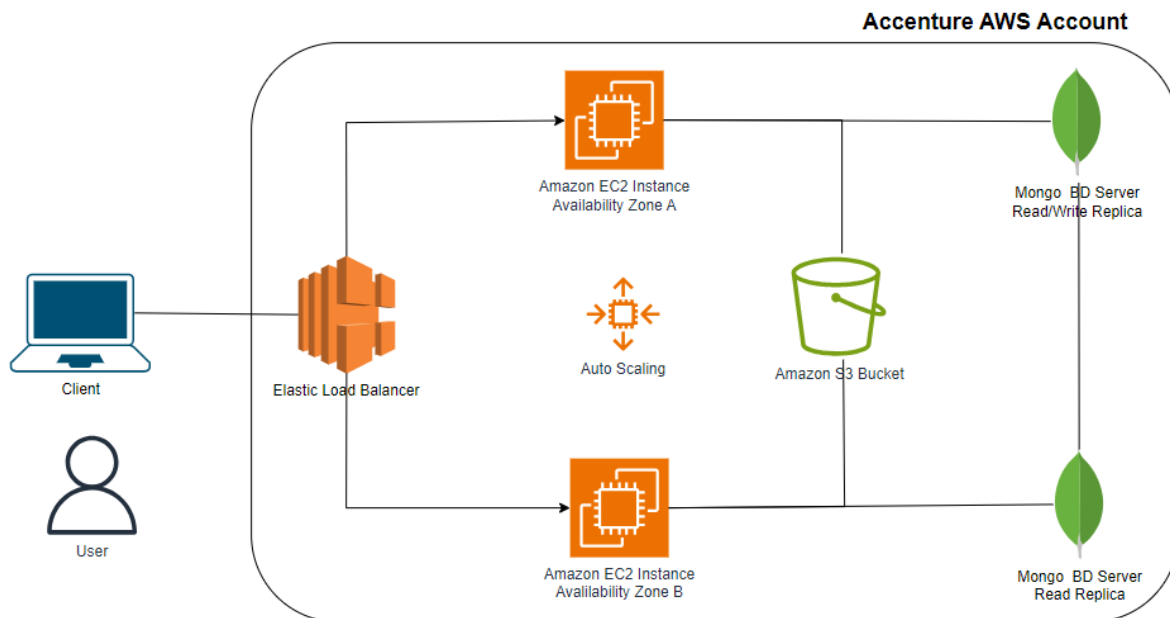 Accenture AWS Account
Amazon EC2 Instance
Availability Zone A
Mongo BD Server
Read/Write Replica
Client
Elastic Load Balancer
Auto Scaling
Amazon S3 Bucket
User
Amazon EC2 Instance
Availilability Zone B
Mongo BD Server
Read Replica